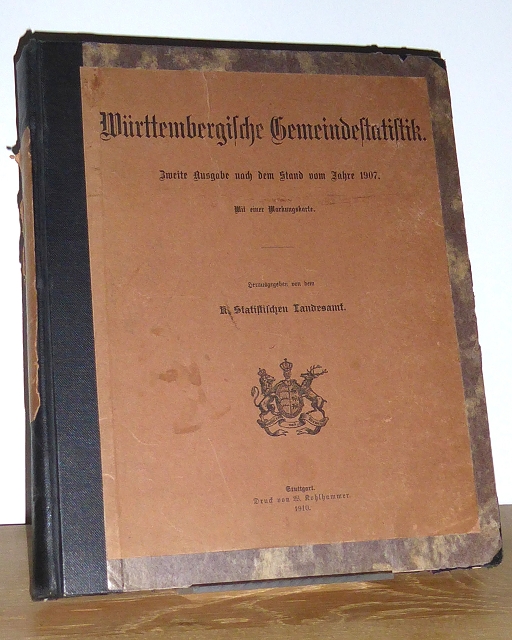 Württembergische Gemeindestatistik.
Zweite Ausgabe nach dem Stand vom Jahre 1907.
Mit einer Markungskarte.
Herausgegeben von dem
K. Statistischen Landesamt.
Stuttgart.
Druck von W. Kohlhammer.
1910.